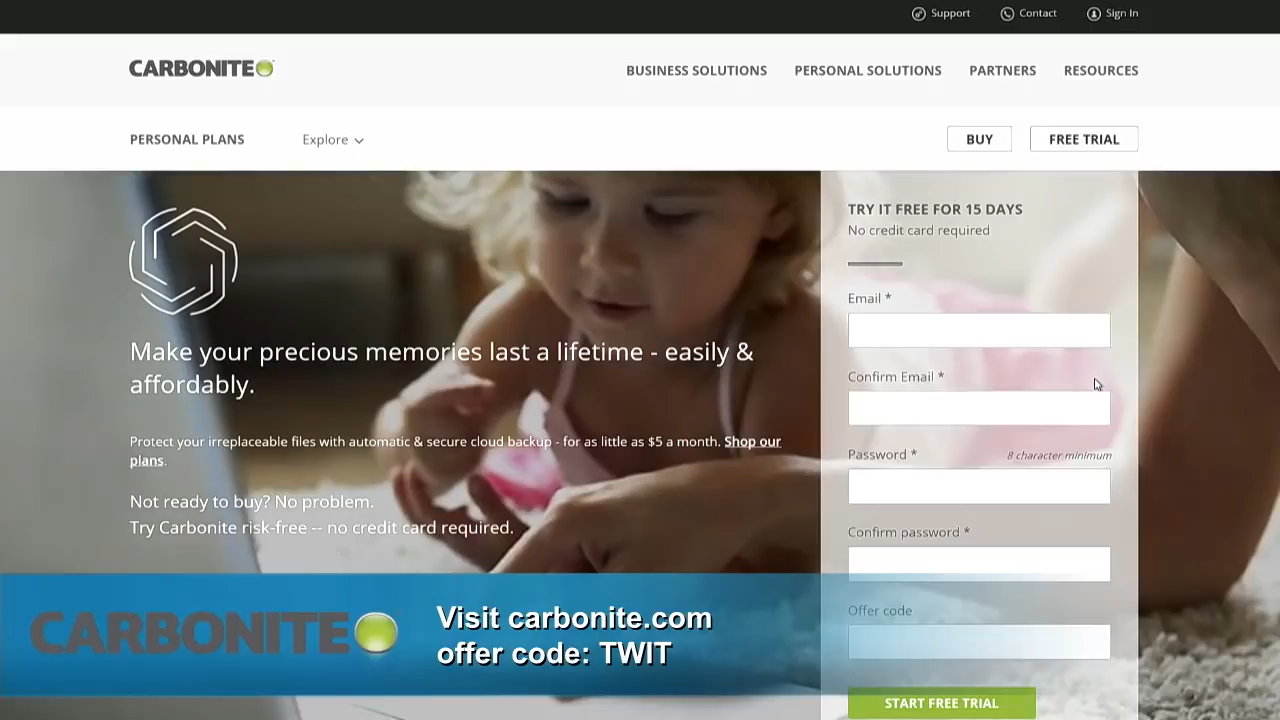 Support Contact Sign In
CARBONITE
BUSINESS SOLUTIONS PERSONAL SOLUTIONS PARTNERS RESOURCES
PERSONAL PLANS Explore BUY FREE TRIAL
TRY IT FREE FOR 15 DAYS
No credit card required
Email *
Confirm Email *
Password * 8 character minimum
Confirm password *
Offer code
START FREE TRIAL
Make your precious memories last a lifetime - easily &
affordably.
Protect your irreplaceable files with automatic & secure cloud backup - for as little as $5 a month. Shop our
plans.
Not ready to buy? No problem.
Try Carbonite risk-free -- no credit card required.
CARBONITE
Visit carbonite.com
offer code: TWIT